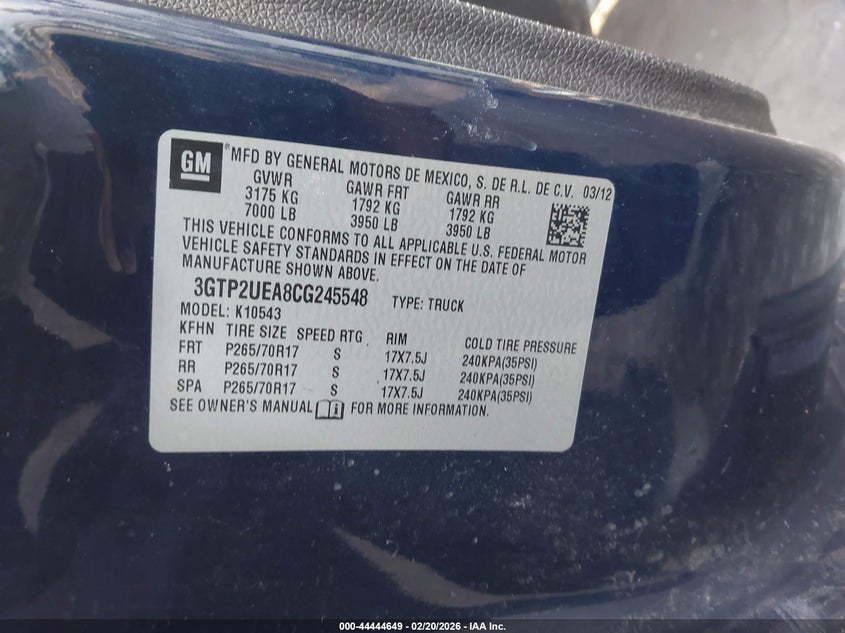 GM ® MFD BY GENERAL MOTORS DE MEXICO, S. DE R.L. DE C.V. 03/12
GVWR GAWR FRT GAWR RR
3175 KG 1792 KG 1792 KG
7000 LB 3950 LB 3950 LB
THIS VEHICLE CONFORMS TO ALL APPLICABLE U.S. FEDERAL MOTOR
VEHICLE SAFETY STANDARDS IN EFFECT ON THE DATE OF
MANUFACTURE SHOWN ABOVE.
3GTP2UEA8CG245548 TYPE: TRUCK
MODEL: K10543
KFHN TIRE SIZE SPEED RTG RIM COLD TIRE PRESSURE
FRT P265/70R17 S 17X7.5J 240KPA(35PSI)
RR P265/70R17 S 17X7.5J 240KPA(35PSI)
SPA P265/70R17 S 17X7.5J 240KPA(35PSI)
SEE OWNER'S MANUAL FOR MORE INFORMATION.
000-44444649 | 02/20/2026 - IAA Inc.